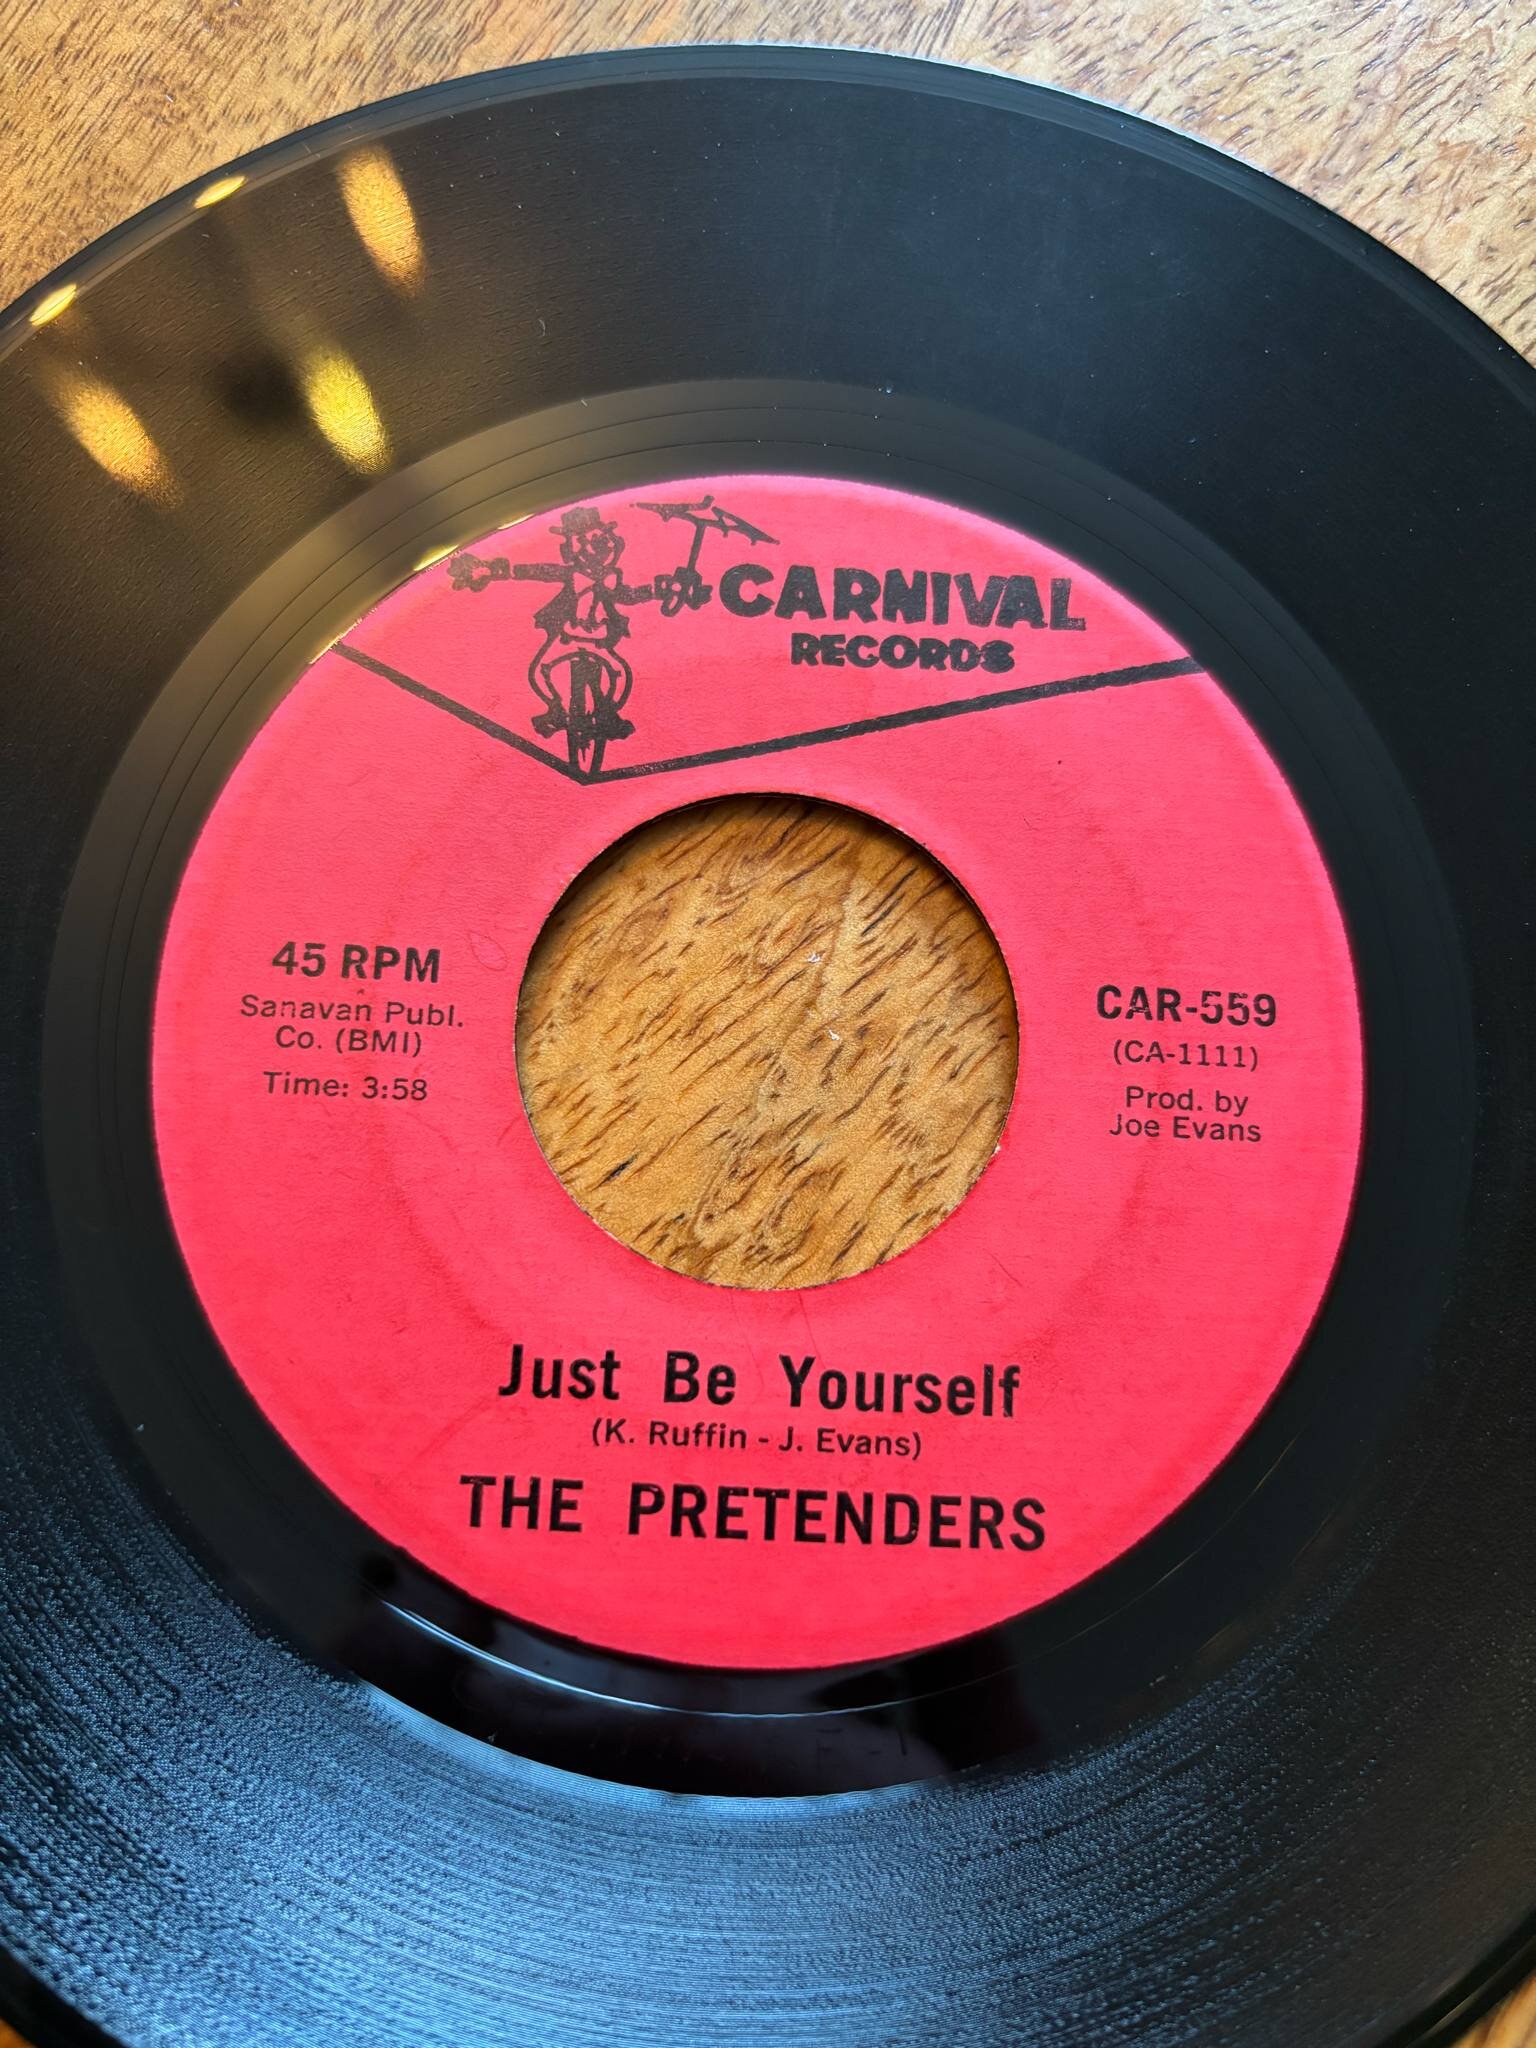 CARNIVAL
RECORDS
45 RPM
Sanavan Publ.
Co. (BMI)
Time: 3:58
CAR-559
(CA-1111)
Prod. by
Joe Evans
Just Be Yourself
(K. Ruffin - J. Evans)
THE PRETENDERS